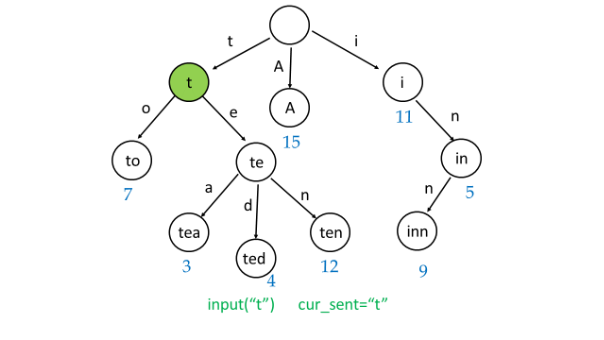 t
i
A
t
i
A
o
e
11
n
15
to
te
in
7
a
d
n
n
5
tea
ten
inn
ted
3
12
9
4
input("t") cur_sent="t"